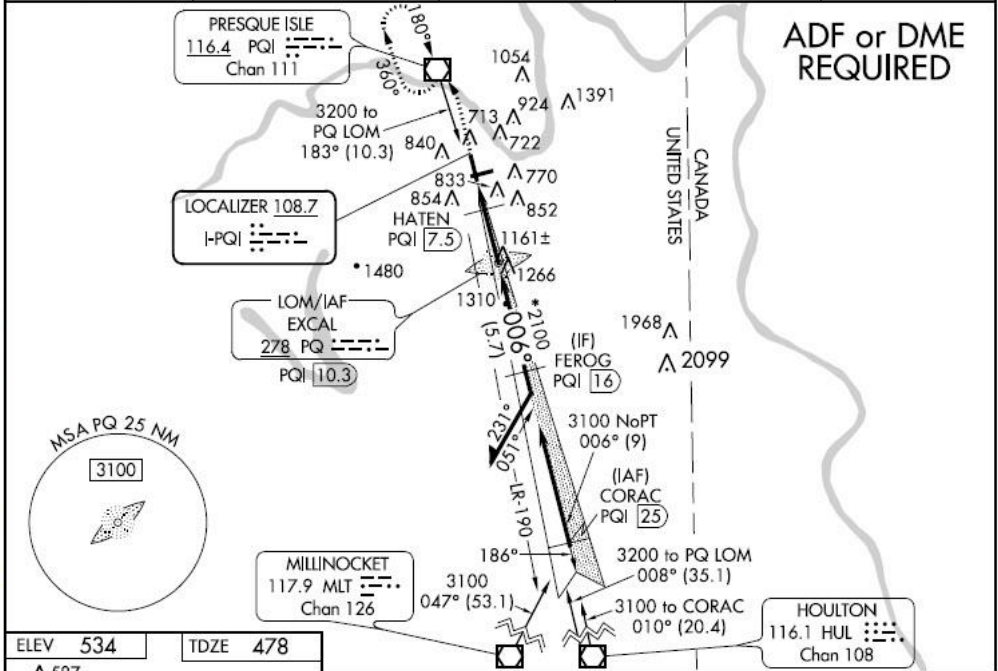 PRESQUE ISLE
116.4 PQI
Chan 111
180°
360°
ADF or DME
REQUIRED
1054
924
1391
713
722
3200 to
PQ LOM
183° (10.3)
840
770
833
854
852
LOCALIZER 108.7
I-PQI
HATEN
PQI 7.5
1161±
1266
1480
1310
CANADA
UNITED STATES
LOM/IAF
EXCAL
278 PQ
PQI 10.3
006°
*2100
(5.7)
1968
2099
(IF)
FEROG
PQI 16
231°
051°
3100 NoPT
006° (9)
(IAF)
CORAC
PQI 25
LR-190
186°
MSA PQ 25 NM
3100
3200 to PQ LOM
008° (35.1)
MILLINOCKET
117.9 MLT
Chan 126
3100
047° (53.1)
3100 to CORAC
010° (20.4)
HOULTON
116.1 HUL
Chan 108
ELEV 534
TDZE 478